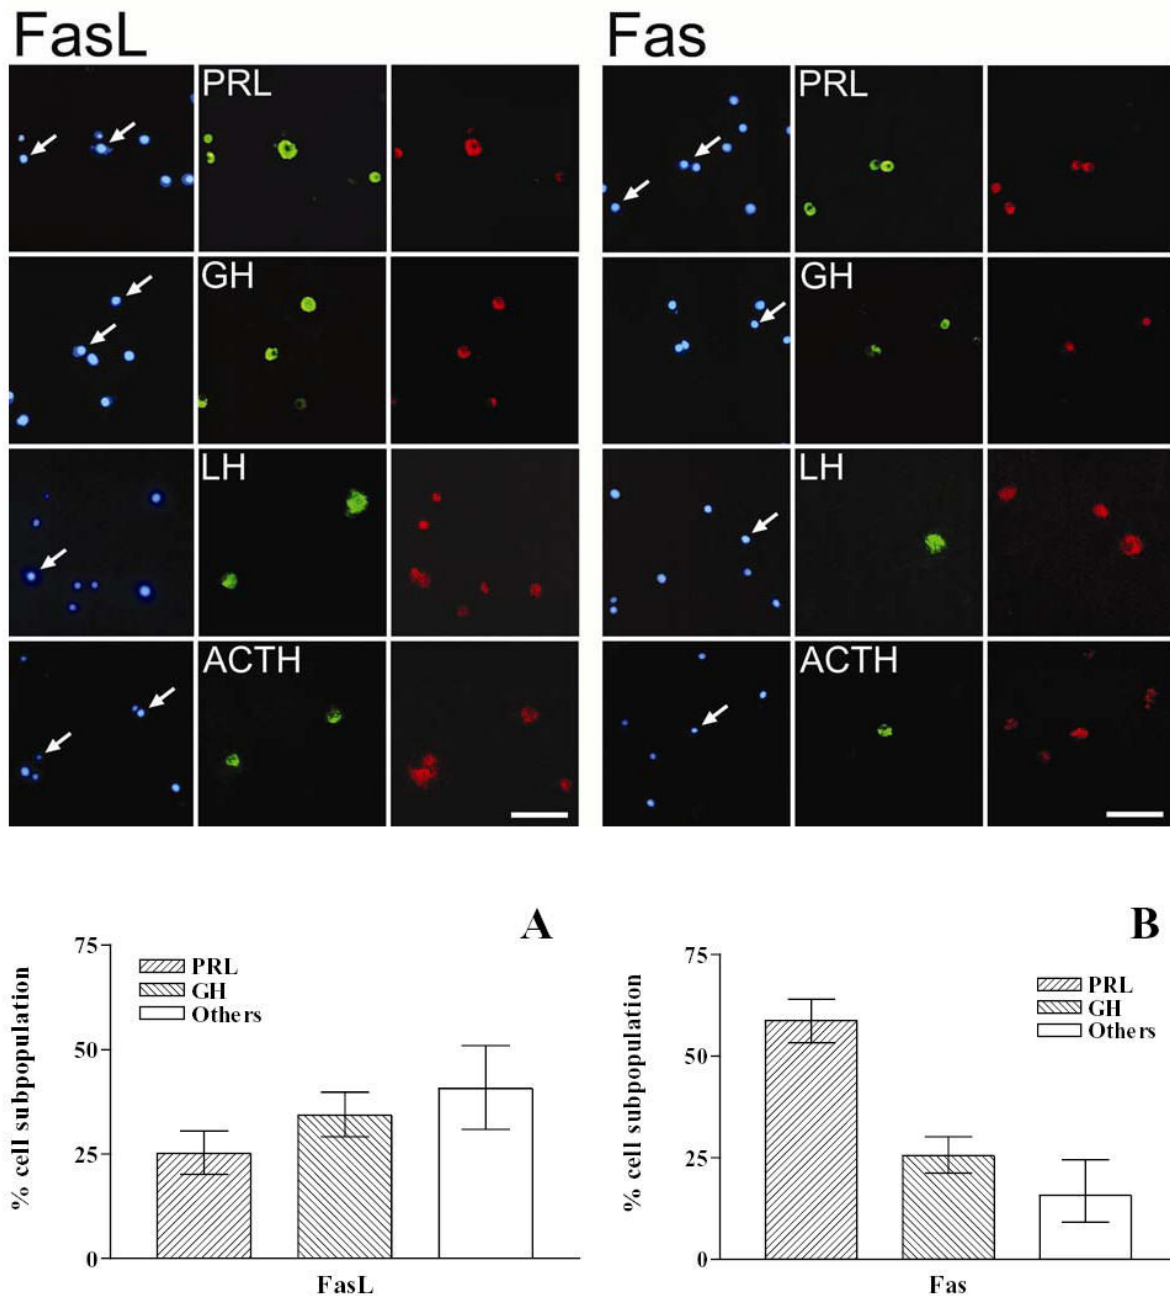 FasL
Fas
PRL
PRL
GH
GH
LH
LH
ACTH
ACTH
A
75
50
25
0
% cell subpopulation
PRL
GH
Others
FasL
B
75
50
25
0
% cell subpopulation
PRL
GH
Others
Fas